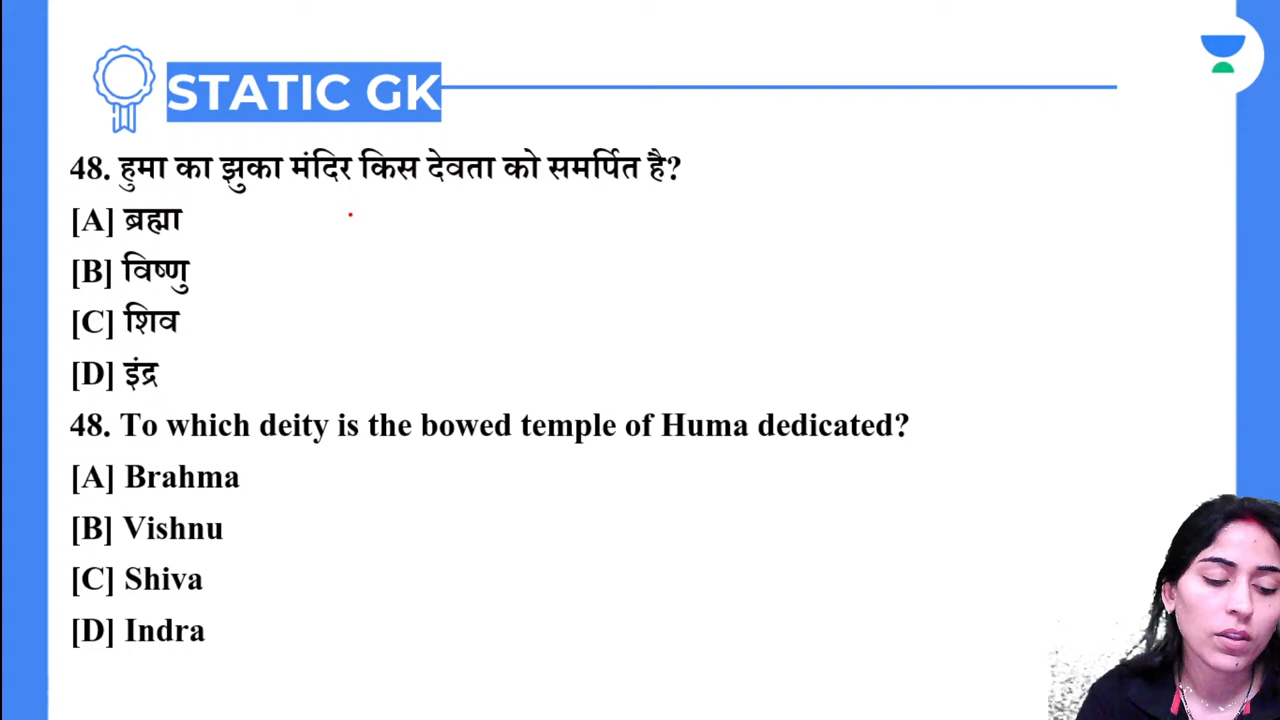 STATIC GK
48. हुमा का झुका मंदिर किस देवता को समर्पित है?
[A] ब्रह्मा
[B] विष्णु
[C] शिव
[D] इंद्र
48. To which deity is the bowed temple of Huma dedicated?
[A] Brahma
[B] Vishnu
[C] Shiva
[D] Indra